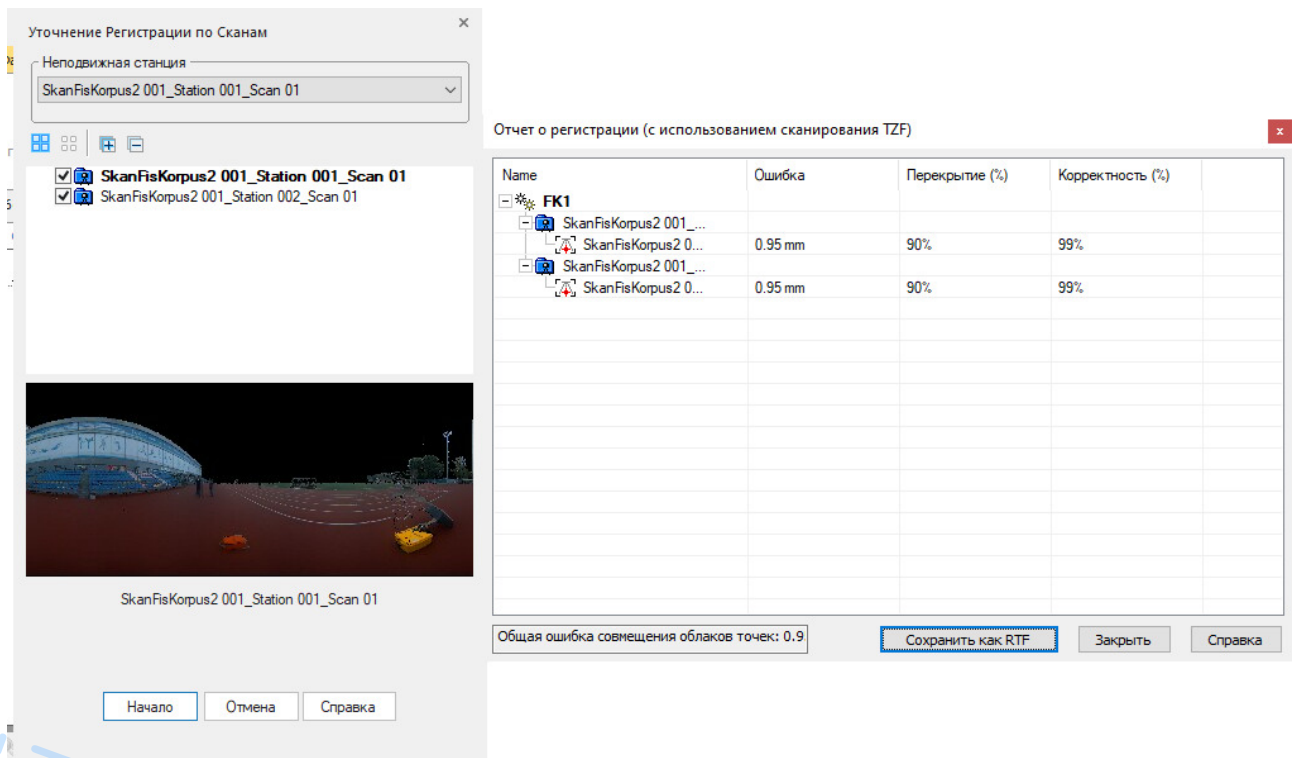 Уточнение Регистрации по Сканам
Неподвижная станция
SkanFisKorpus2 001_Station 001_Scan 01
SkanFisKorpus2 001_Station 001_Scan 01
SkanFisKorpus2 001_Station 002_Scan 01
SkanFisKorpus2 001_Station 001_Scan 01
Начало Отмена Справка
Отчет о регистрации (с использованием сканирования TZF)
Name Ошибка Перекрытие (%) Корректность (%)
FK1
SkanFisKorpus2 001_...
SkanFisKorpus2 0... 0.95 mm 90% 99%
SkanFisKorpus2 001_...
SkanFisKorpus2 0... 0.95 mm 90% 99%
Общая ошибка совмещения облаков точек: 0.9
Сохранить как RTF Закрыть Справка